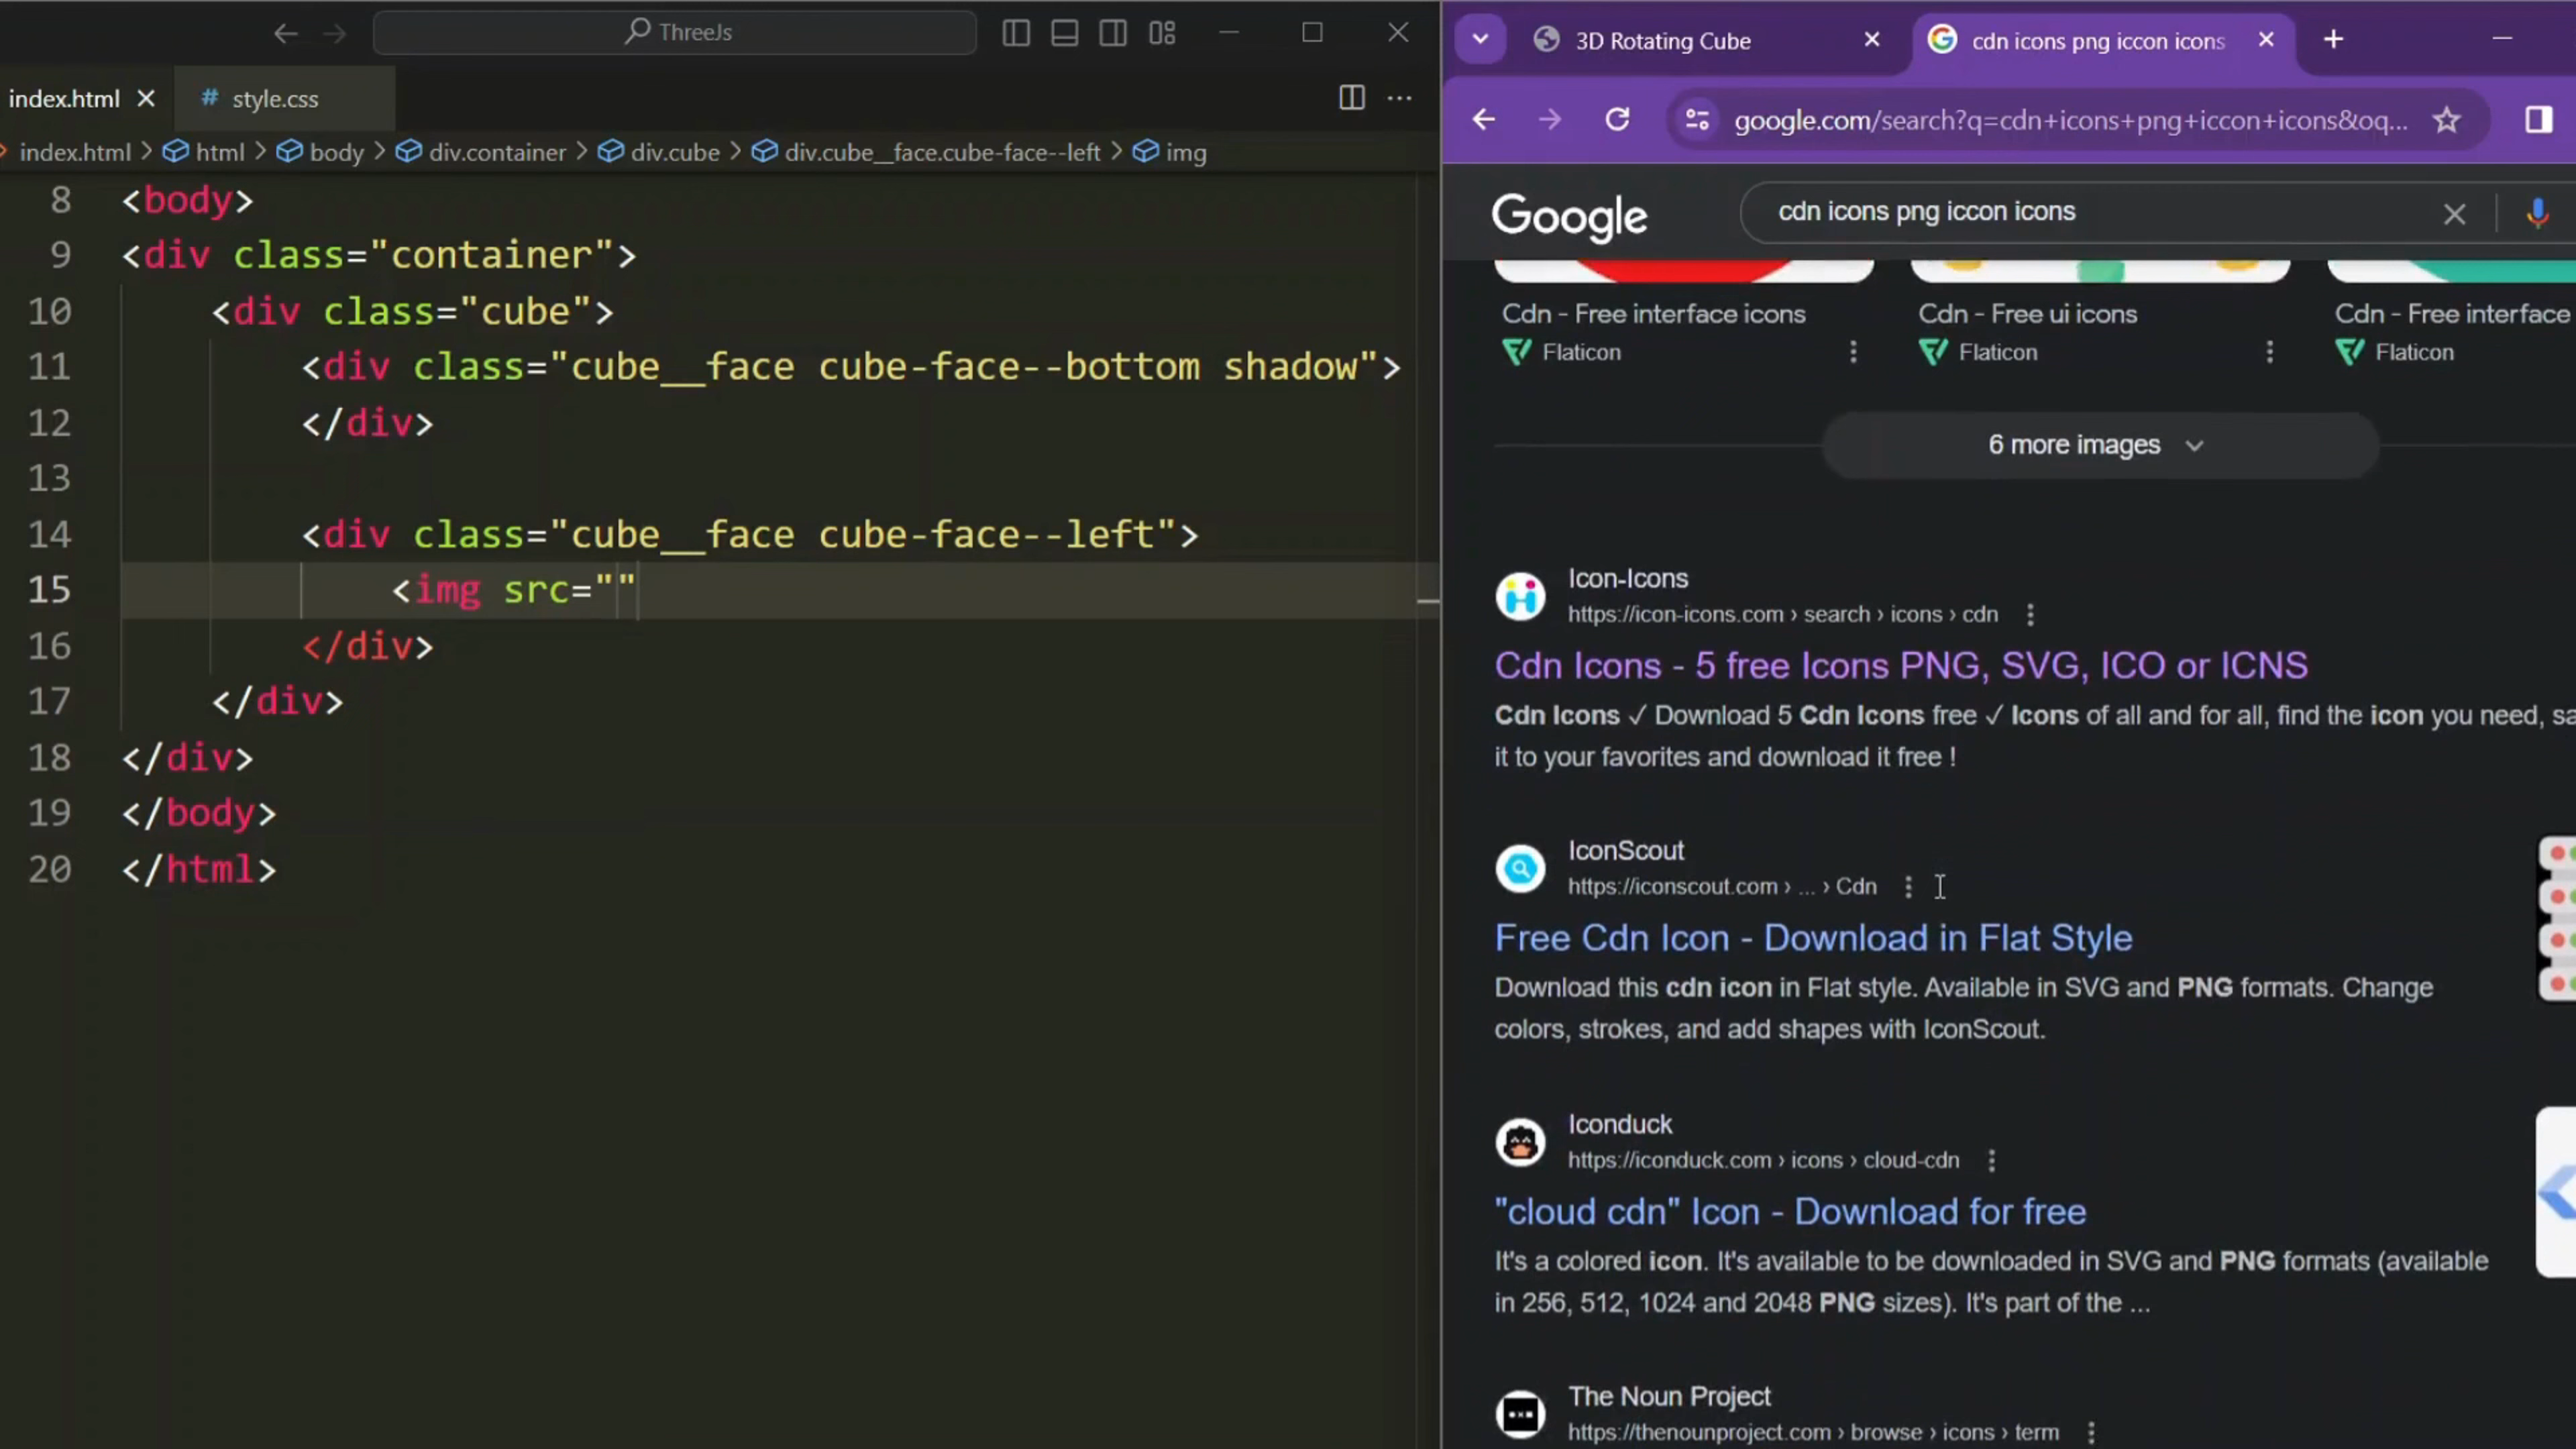 ThreeJs
index.html
# style.css
index.html > html > body > div.container > div.cube > div.cube__face.cube-face--left > img
8 <body>
9 <div class="container">
10 <div class="cube">
11 <div class="cube__face cube-face--bottom shadow">
12 </div>
13
14 <div class="cube__face cube-face--left">
15 <img src=""
16 </div>
17 </div>
18 </div>
19 </body>
20 </html>
3D Rotating Cube
cdn icons png iccon icons
google.com/search?q=cdn+icons+png+iccon+icons&oq...
Google
cdn icons png iccon icons
Cdn - Free interface icons
Flaticon
Cdn - Free ui icons
Flaticon
Cdn - Free interface
Flaticon
6 more images
Icon-Icons
https://icon-icons.com › search › icons › cdn
Cdn Icons - 5 free Icons PNG, SVG, ICO or ICNS
Cdn Icons ✓ Download 5 Cdn Icons free ✓ Icons of all and for all, find the icon you need, sa
it to your favorites and download it free !
IconScout
https://iconscout.com › ... › Cdn
Free Cdn Icon - Download in Flat Style
Download this cdn icon in Flat style. Available in SVG and PNG formats. Change
colors, strokes, and add shapes with IconScout.
Iconduck
https://iconduck.com › icons › cloud-cdn
"cloud cdn" Icon - Download for free
It's a colored icon. It's available to be downloaded in SVG and PNG formats (available
in 256, 512, 1024 and 2048 PNG sizes). It's part of the ...
The Noun Project
https://thenounproject.com › browse › icons › term